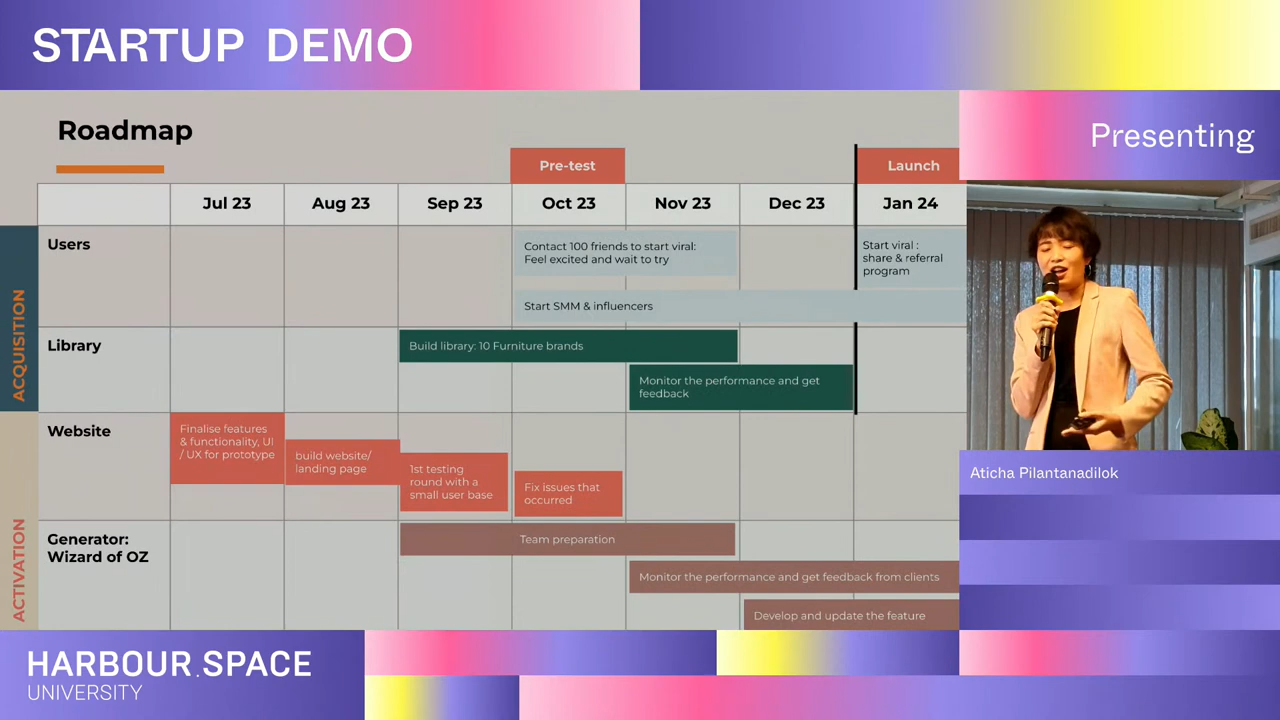 STARTUP DEMO
Presenting
Roadmap
Pre-test
Launch
Jul 23
Aug 23
Sep 23
Oct 23
Nov 23
Dec 23
Jan 24
ACQUISITION
Users
Contact 100 friends to start viral:
Feel excited and wait to try
Start viral :
share & referral
program
Start SMM & influencers
Library
Build library: 10 Furniture brands
Monitor the performance and get
feedback
ACTIVATION
Website
Finalise features
& functionality, UI
/ UX for prototype
build website/
landing page
1st testing
round with a
small user base
Fix issues that
occurred
Generator:
Wizard of OZ
Team preparation
Monitor the performance and get feedback from clients
Develop and update the feature
Aticha Pilantanadilok
HARBOUR.SPACE
UNIVERSITY